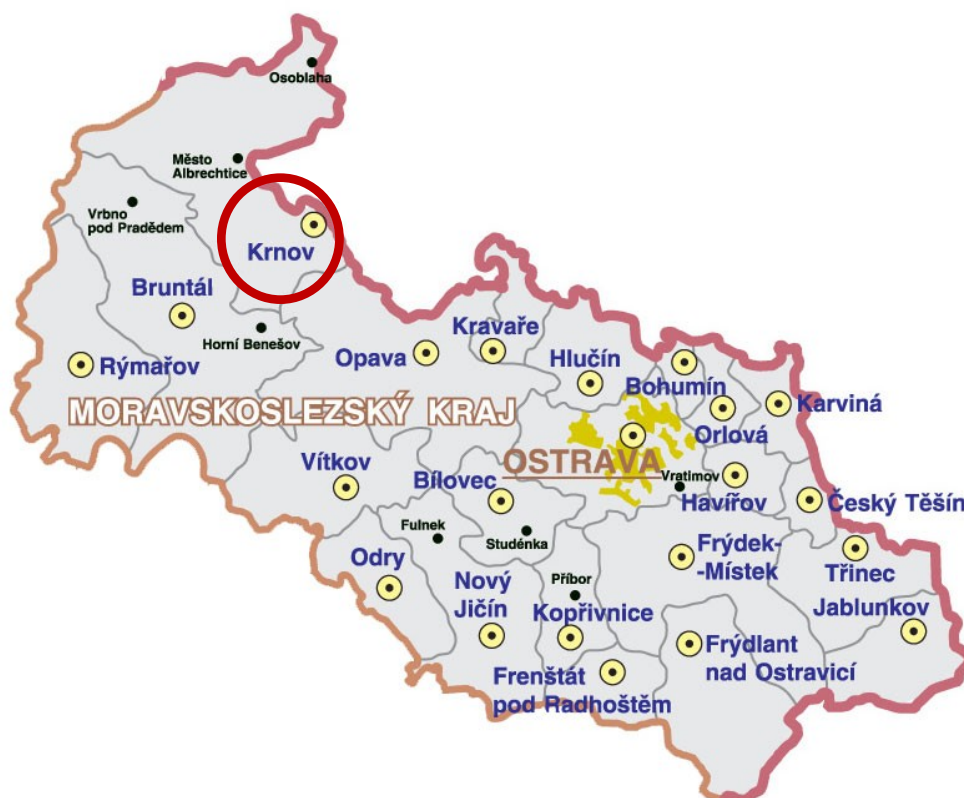 Osoblaha
Město
Albrechtice
Vrbno
pod Pradědem
Krnov
Bruntál
Horní Benešov
Rýmařov
Opava
Kravaře
Hlučín
Bohumín
Karviná
Orlová
MORAVSKOSLEZSKÝ KRAJ
OSTRAVA
Vratimov
Havířov
Český Těšín
Vítkov
Bílovec
Fulnek
Studénka
Odry
Nový
Jičín
Příbor
Kopřivnice
Frýdek-
-Místek
Třinec
Jablunkov
Frýdlant
nad Ostravicí
Frenštát
pod Radhoštěm